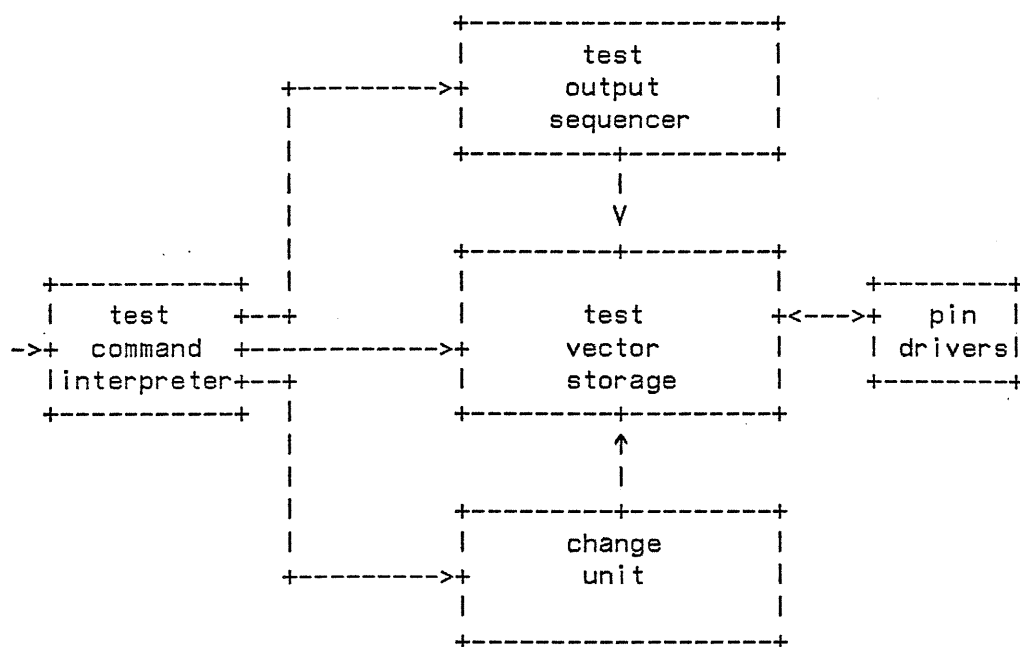 test
output
sequencer
test
command
interpreter
test
vector
storage
pin
drivers
change
unit